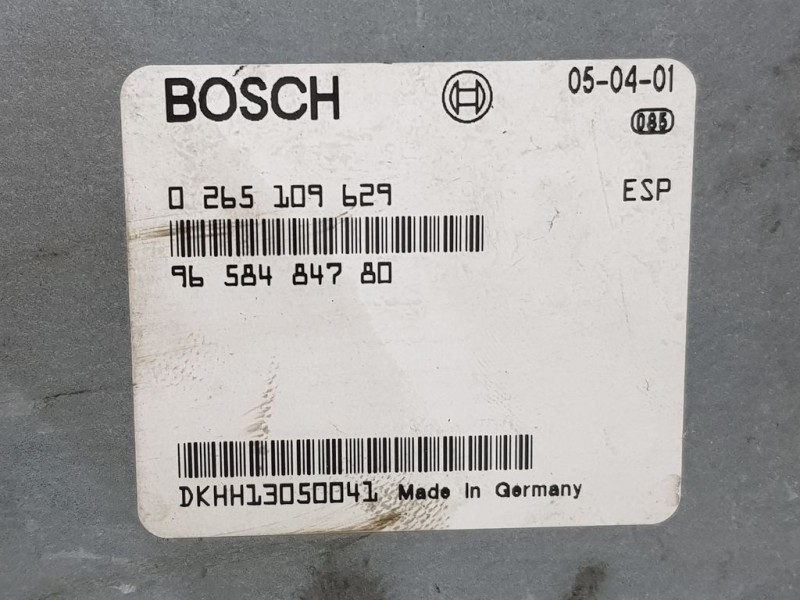 BOSCH
05-04-01
085
0 265 109 629
ESP
96 584 847 80
DKHH13050041 Made in Germany